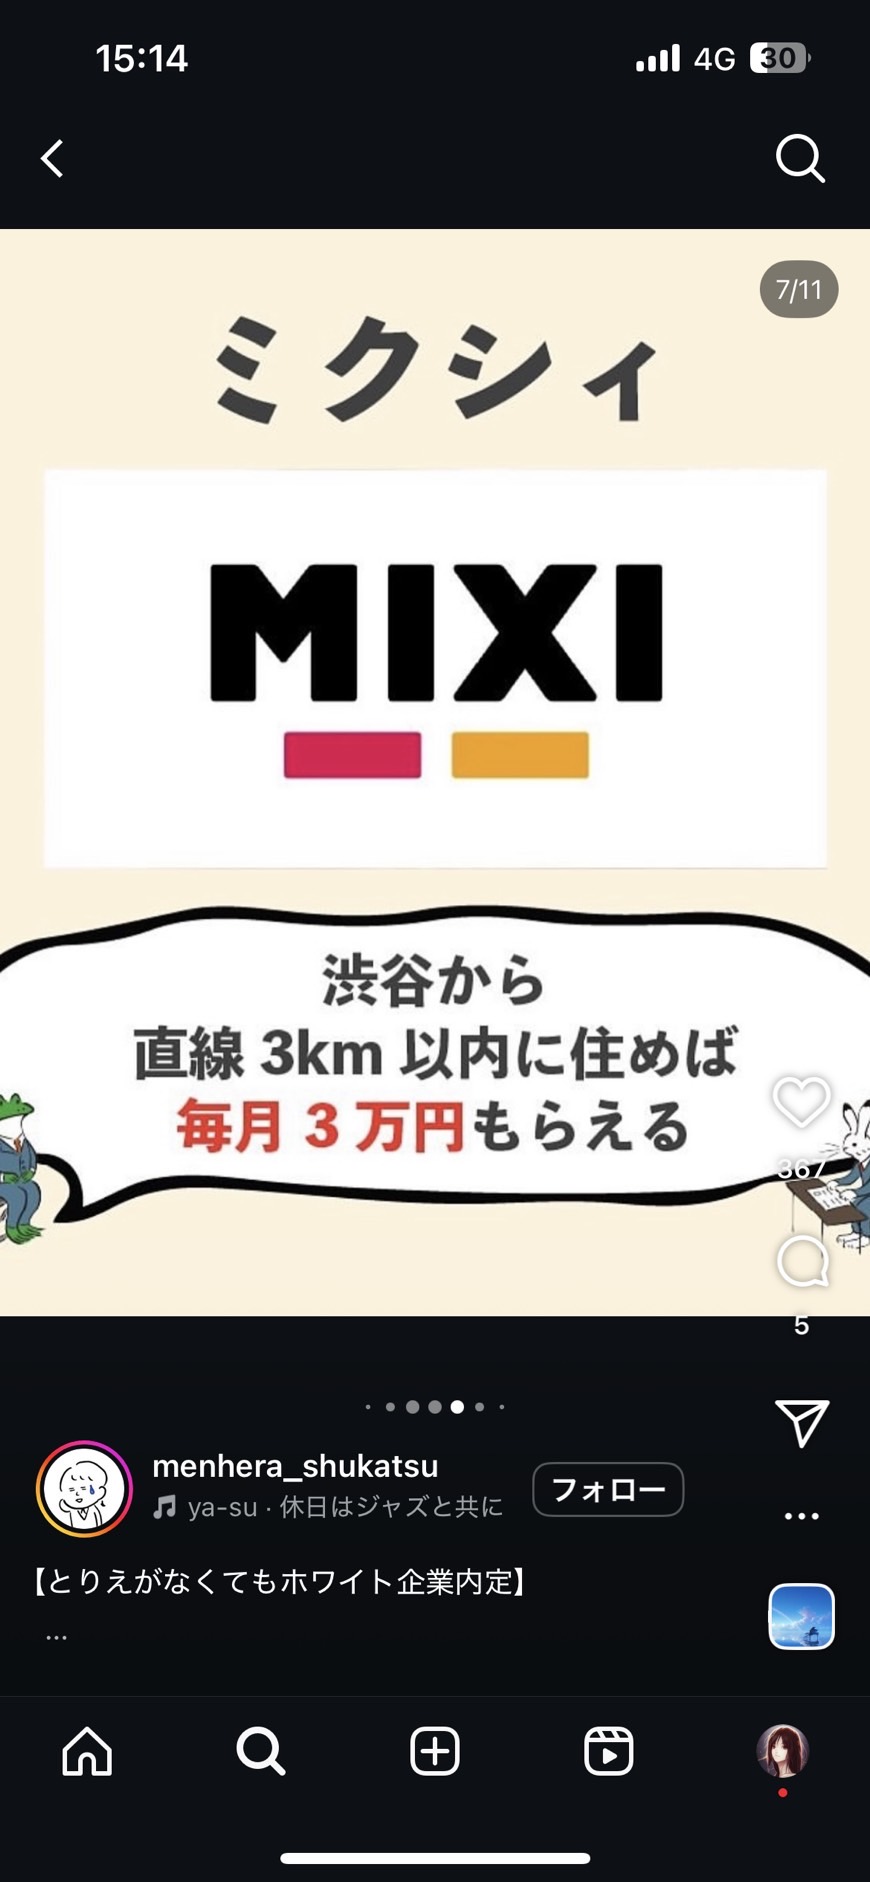 15:14
4G
30
7/11
ミクシィ
MIXI
渋谷から
直線 3km 以内に住めば
毎月 3 万円もらえる
367
5
menhera_shukatsu
ya-su · 休日はジャズと共に
フォロー
【とりえがなくてもホワイト企業内定】
...